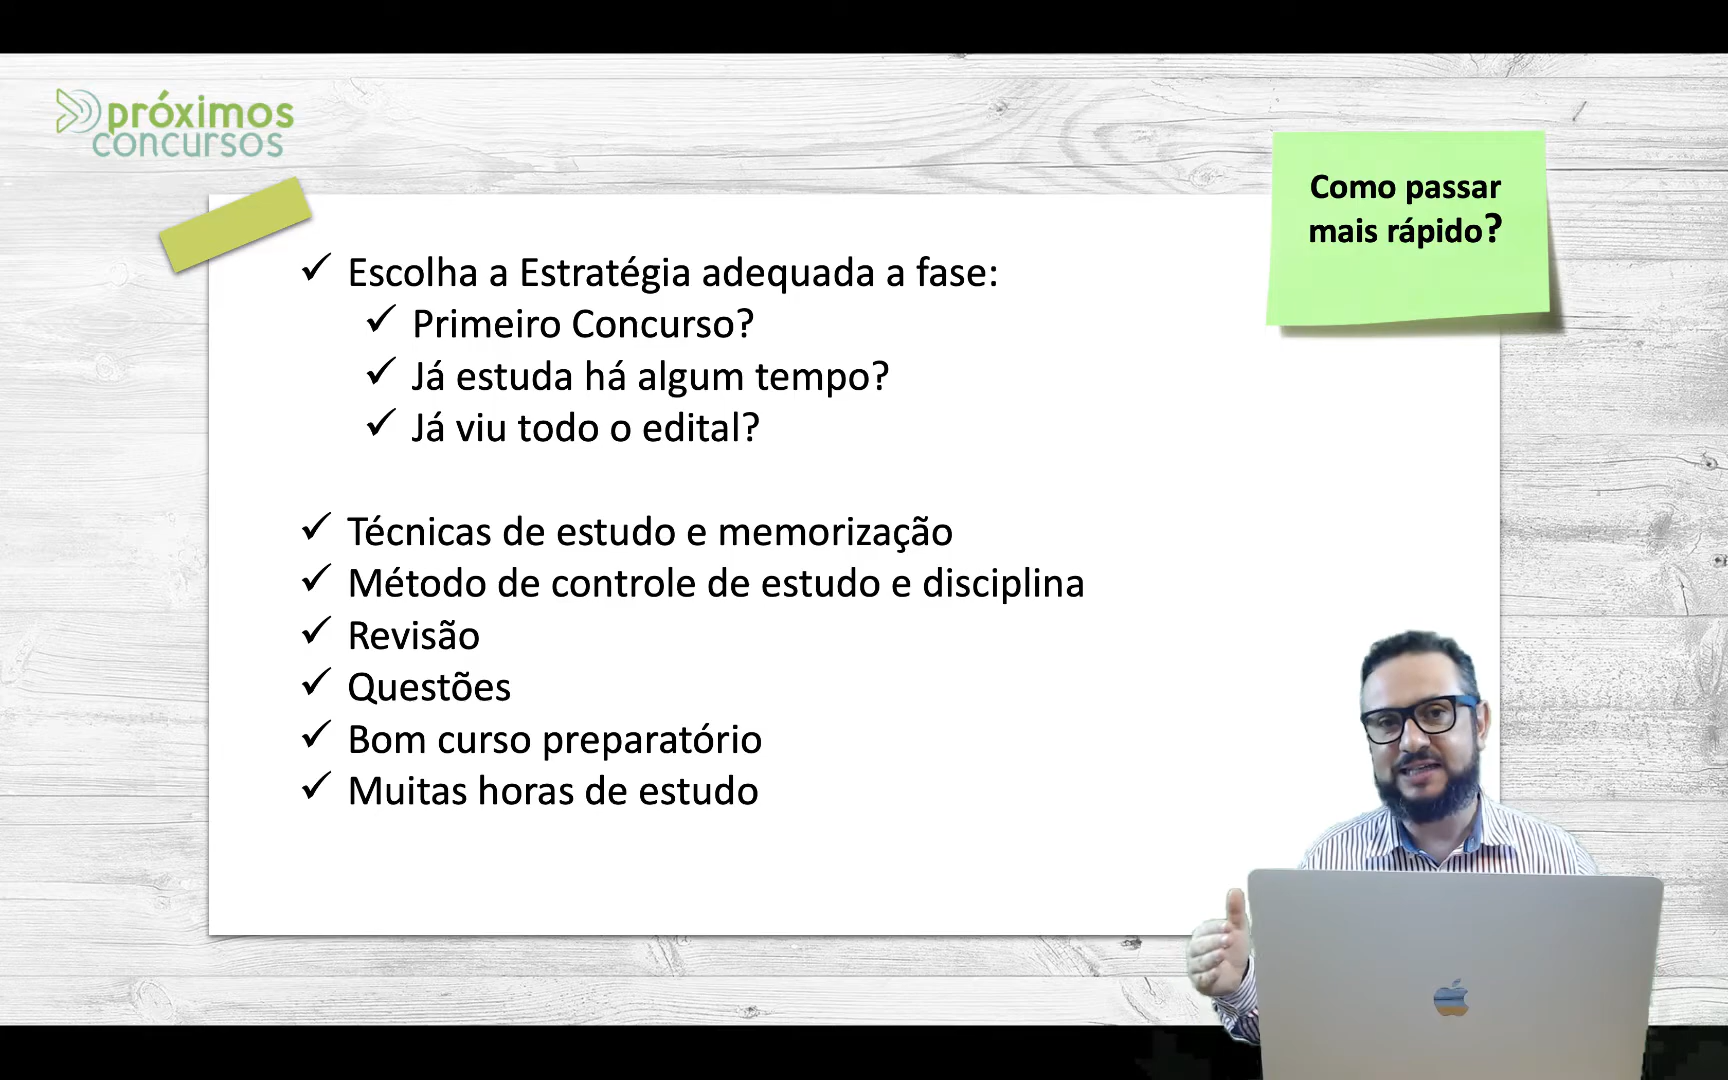 próximos
concursos
Como passar
mais rápido?
Escolha a Estratégia adequada a fase:
Primeiro Concurso?
Já estuda há algum tempo?
Já viu todo o edital?
Técnicas de estudo e memorização
Método de controle de estudo e disciplina
Revisão
Questões
Bom curso preparatório
Muitas horas de estudo